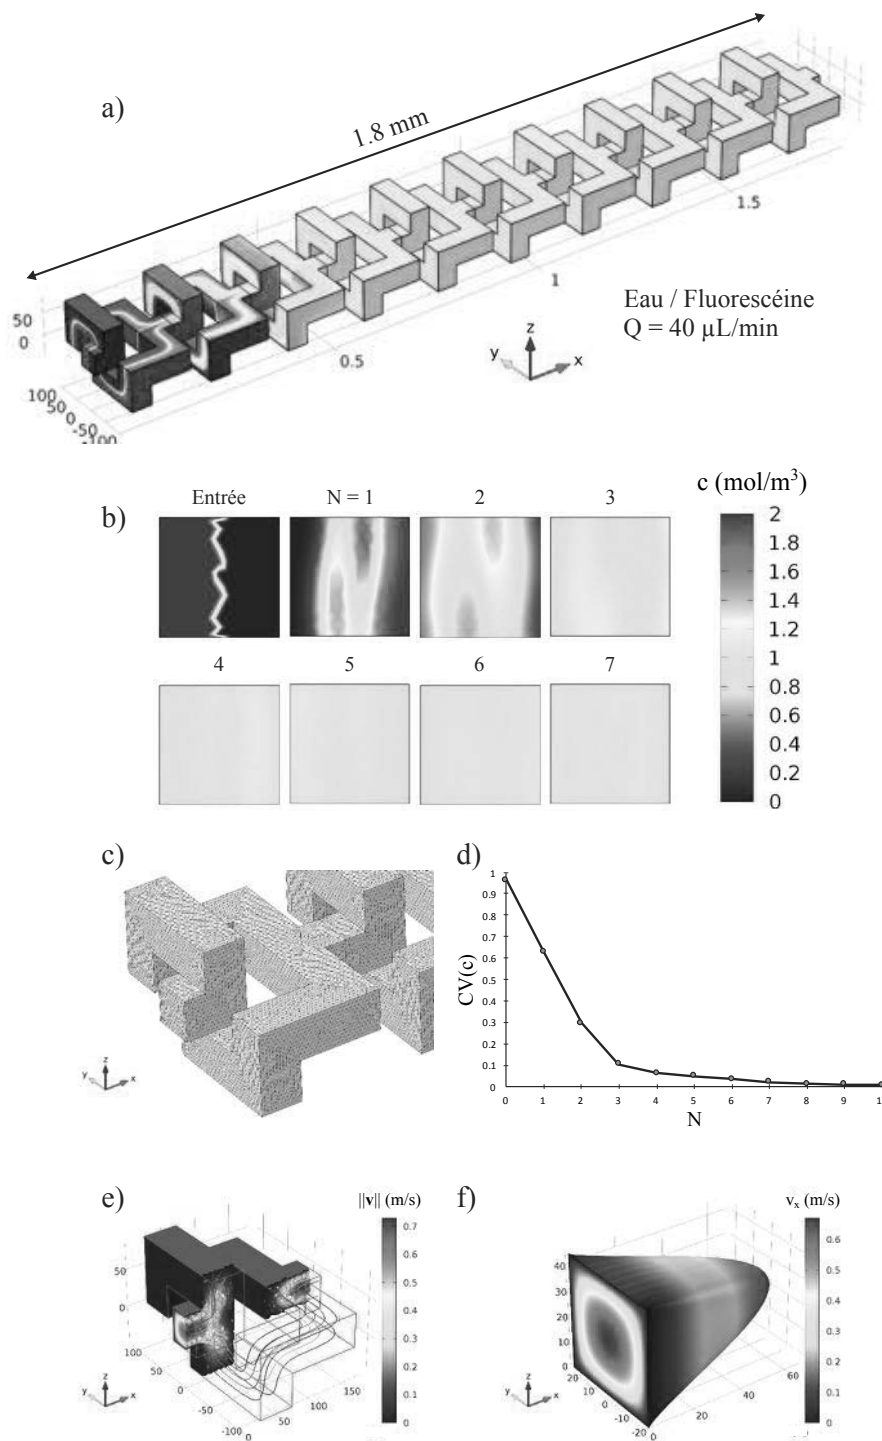 a)
1.8 mm
1.5
1
0.5
50
0
100
50
0
-50
-100
z
y
x
Eau / Fluorescéine
Q = 40 µL/min
b)
Entrée N = 1 2 3
4 5 6 7
c (mol/m³)
2
1.8
1.6
1.4
1.2
1
0.8
0.6
0.4
0.2
0
c)
z
y
x
d)
CV(c)
1
0.9
0.8
0.7
0.6
0.5
0.4
0.3
0.2
0.1
0
0 1 2 3 4 5 6 7 8 9 1
N
e)
||v|| (m/s)
0.7
0.6
0.5
0.4
0.3
0.2
0.1
0
50
0
100
50
0
-50
-100
0
50
100
150
z
y
x
f)
vₓ (m/s)
0.6
0.5
0.4
0.3
0.2
0.1
0
40
30
20
10
0
20
10
0
-10
-20
0
20
40
60
z
y
x